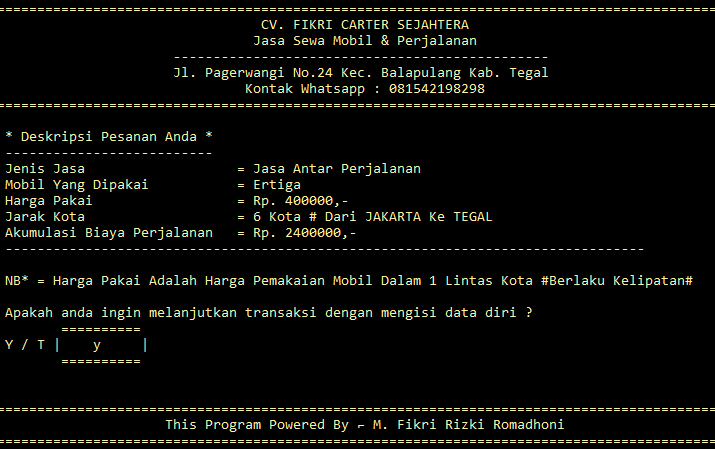 CV. FIKRI CARTER SEJAHTERA
Jasa Sewa Mobil & Perjalanan
-----------------------------------------------
Jl. Pagerwangi No.24 Kec. Balapulang Kab. Tegal
Kontak Whatsapp : 081542198298
* Deskripsi Pesanan Anda *
--------------------------
Jenis Jasa = Jasa Antar Perjalanan
Mobil Yang Dipakai = Ertiga
Harga Pakai = Rp. 400000,-
Jarak Kota = 6 Kota # Dari JAKARTA Ke TEGAL
Akumulasi Biaya Perjalanan = Rp. 2400000,-
--------------------------------------------------------------------------------
NB* = Harga Pakai Adalah Harga Pemakaian Mobil Dalam 1 Lintas Kota #Berlaku Kelipatan#
Apakah anda ingin melanjutkan transaksi dengan mengisi data diri ?
==========
Y / T | y |
==========
This Program Powered By ⌐ M. Fikri Rizki Romadhoni